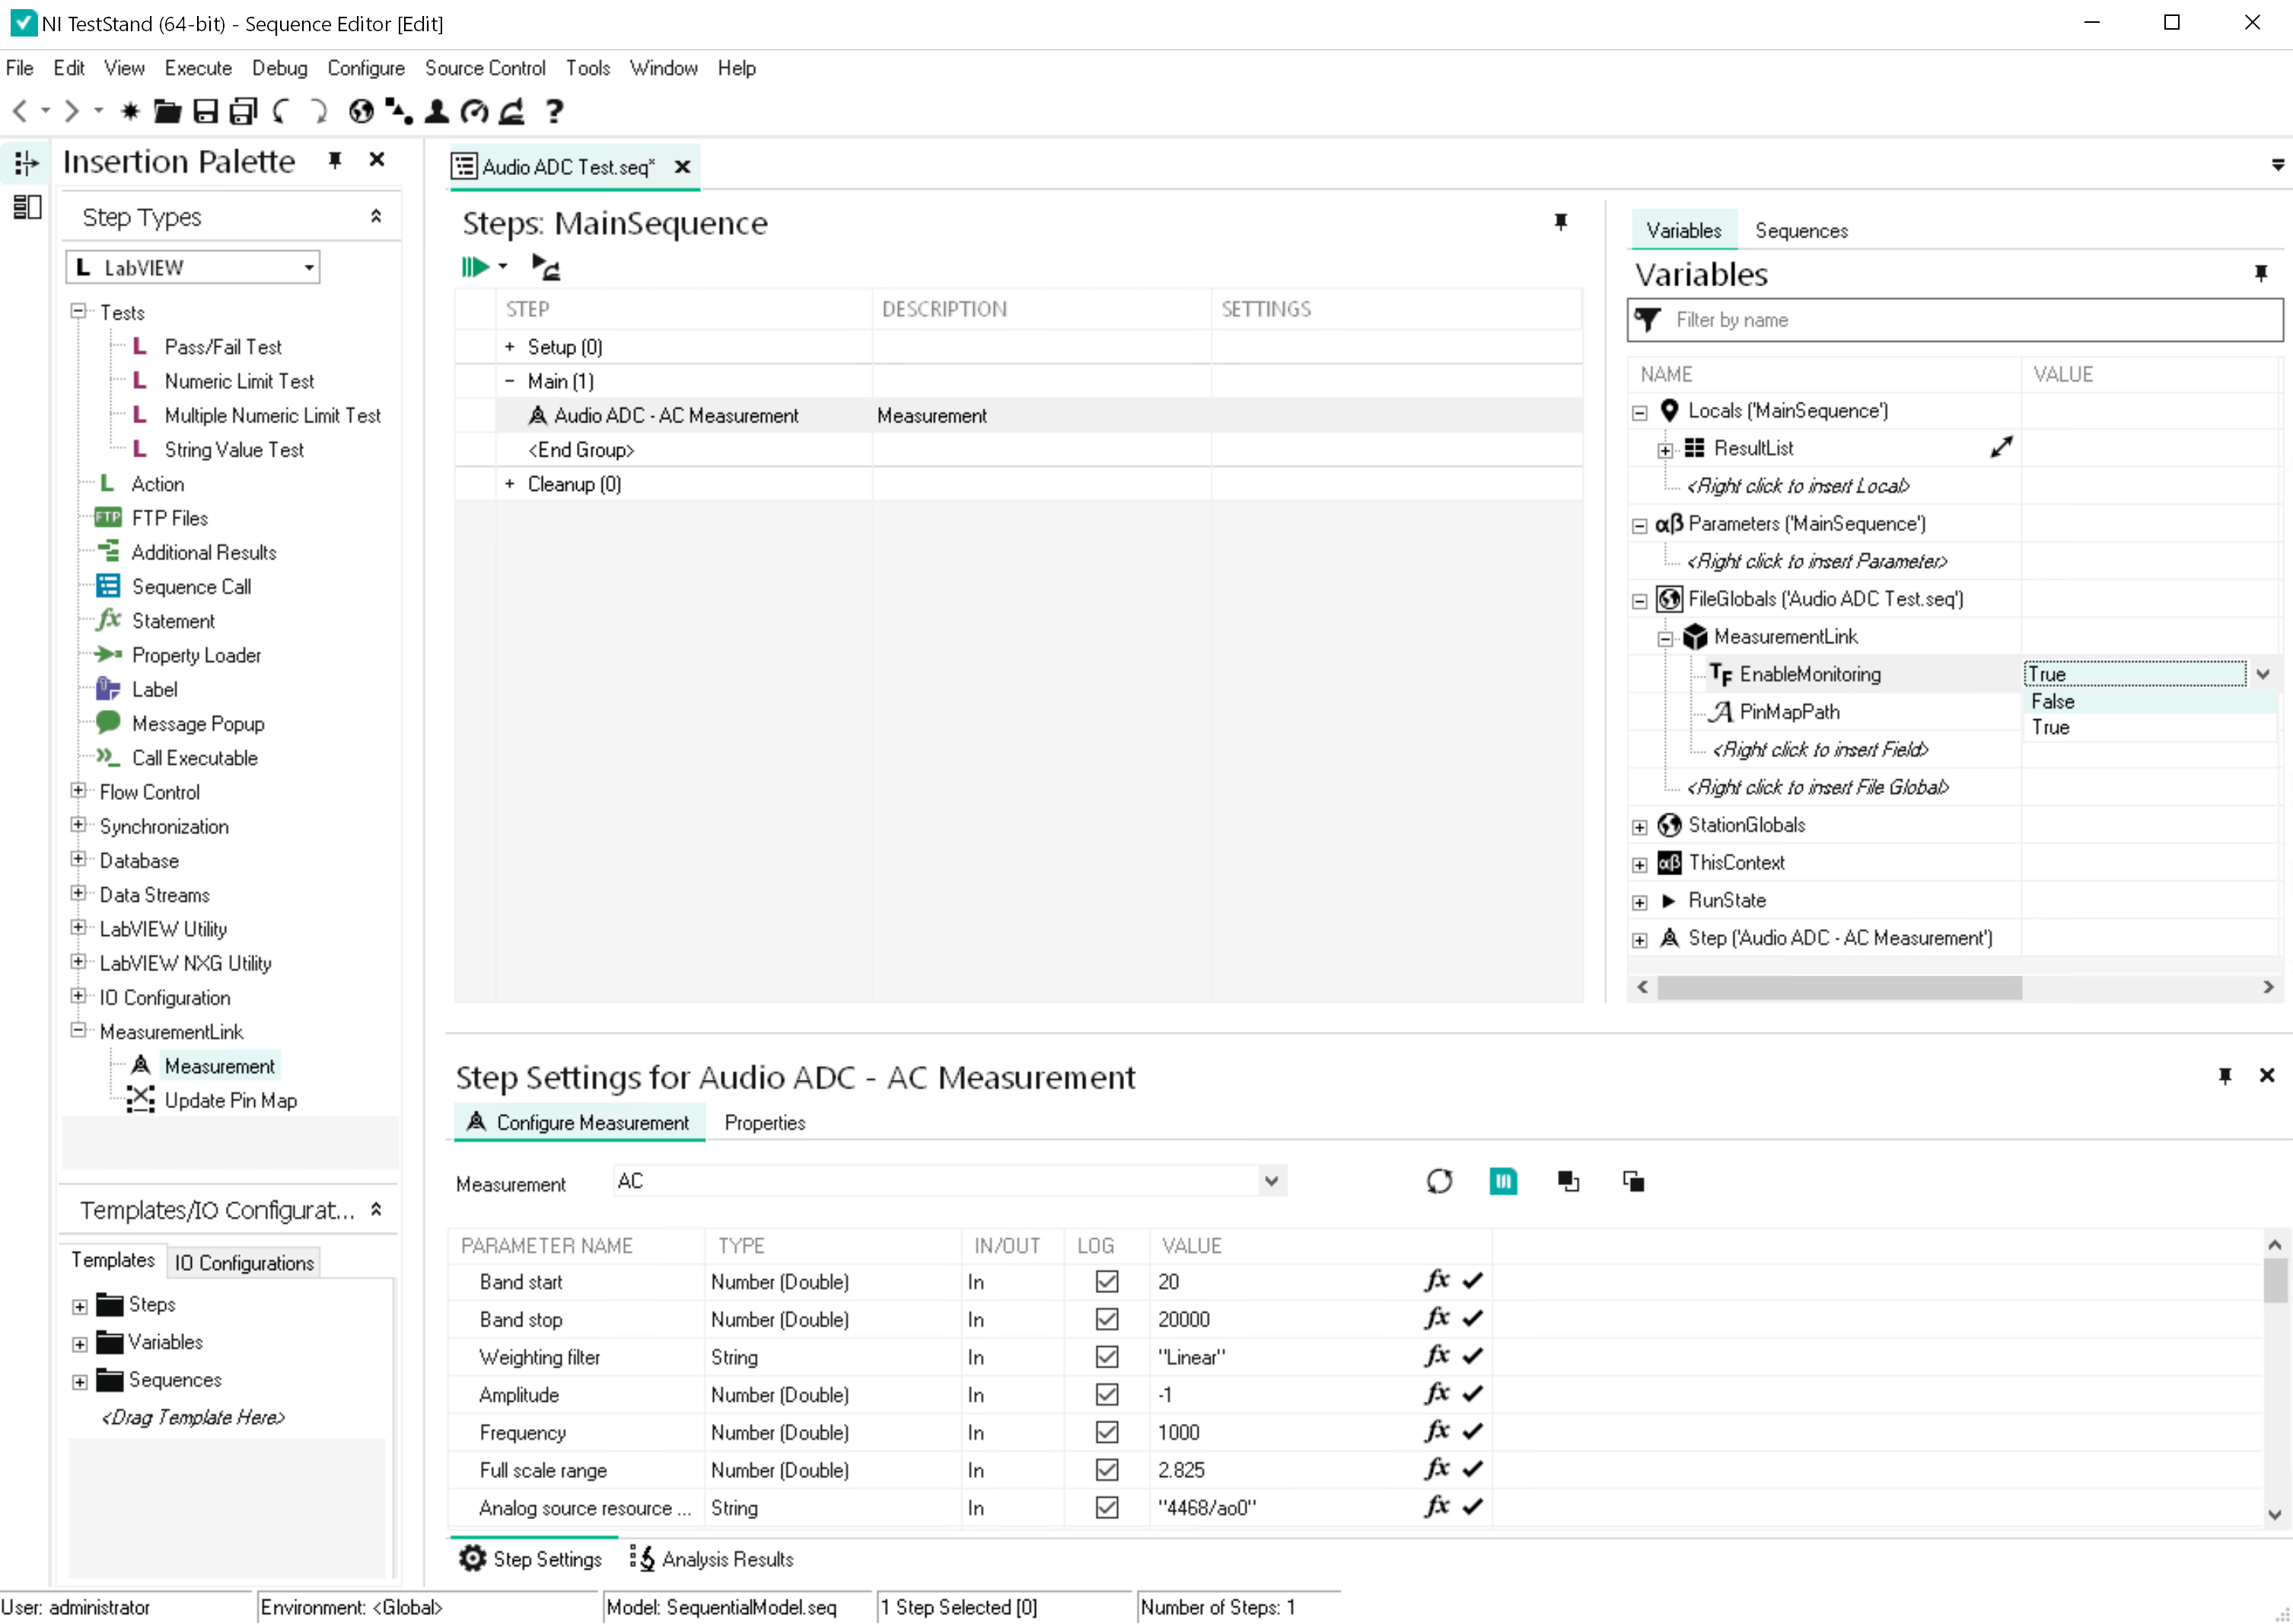 NI TestStand (64-bit) - Sequence Editor [Edit]
File Edit View Execute Debug Configure Source Control Tools Window Help
Insertion Palette
Step Types
L LabVIEW
Tests
L Pass/Fail Test
L Numeric Limit Test
L Multiple Numeric Limit Test
L String Value Test
L Action
FTP FTP Files
Additional Results
Sequence Call
fx Statement
Property Loader
Label
Message Popup
Call Executable
Flow Control
Synchronization
Database
Data Streams
LabVIEW Utility
LabVIEW NXG Utility
IO Configuration
MeasurementLink
Measurement
Update Pin Map
Templates/IO Configurat...
Templates IO Configurations
Steps
Variables
Sequences
<Drag Template Here>
Audio ADC Test.seq*
Steps: MainSequence
STEP DESCRIPTION SETTINGS
+ Setup (0)
- Main (1)
Audio ADC - AC Measurement Measurement
<End Group>
+ Cleanup (0)
Variables Sequences
Variables
Filter by name
NAME VALUE
Locals ('MainSequence')
ResultList
<Right click to insert Local>
αβ Parameters ('MainSequence')
<Right click to insert Parameter>
FileGlobals ('Audio ADC Test.seq')
MeasurementLink
TF EnableMonitoring True
False
A PinMapPath
True
<Right click to insert Field>
<Right click to insert File Global>
StationGlobals
αβ ThisContext
RunState
Step ('Audio ADC - AC Measurement')
Step Settings for Audio ADC - AC Measurement
Configure Measurement Properties
Measurement AC
PARAMETER NAME TYPE IN/OUT LOG VALUE
Band start Number (Double) In 20 fx
Band stop Number (Double) In 20000 fx
Weighting filter String In "Linear" fx
Amplitude Number (Double) In -1 fx
Frequency Number (Double) In 1000 fx
Full scale range Number (Double) In 2.825 fx
Analog source resource ... String In "4468/ao0" fx
Step Settings Analysis Results
User: administrator Environment: <Global> Model: SequentialModel.seq 1 Step Selected [0] Number of Steps: 1